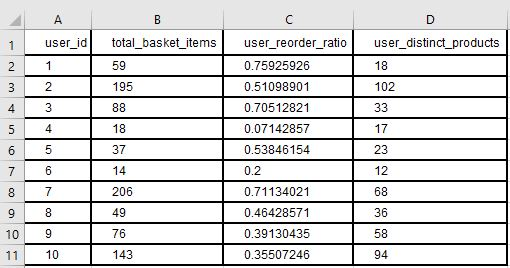 A B C D
1 user_id total_basket_items user_reorder_ratio user_distinct_products
2 1 59 0.75925926 18
3 2 195 0.51098901 102
4 3 88 0.70512821 33
5 4 18 0.07142857 17
6 5 37 0.53846154 23
7 6 14 0.2 12
8 7 206 0.71134021 68
9 8 49 0.46428571 36
10 9 76 0.39130435 58
11 10 143 0.35507246 94